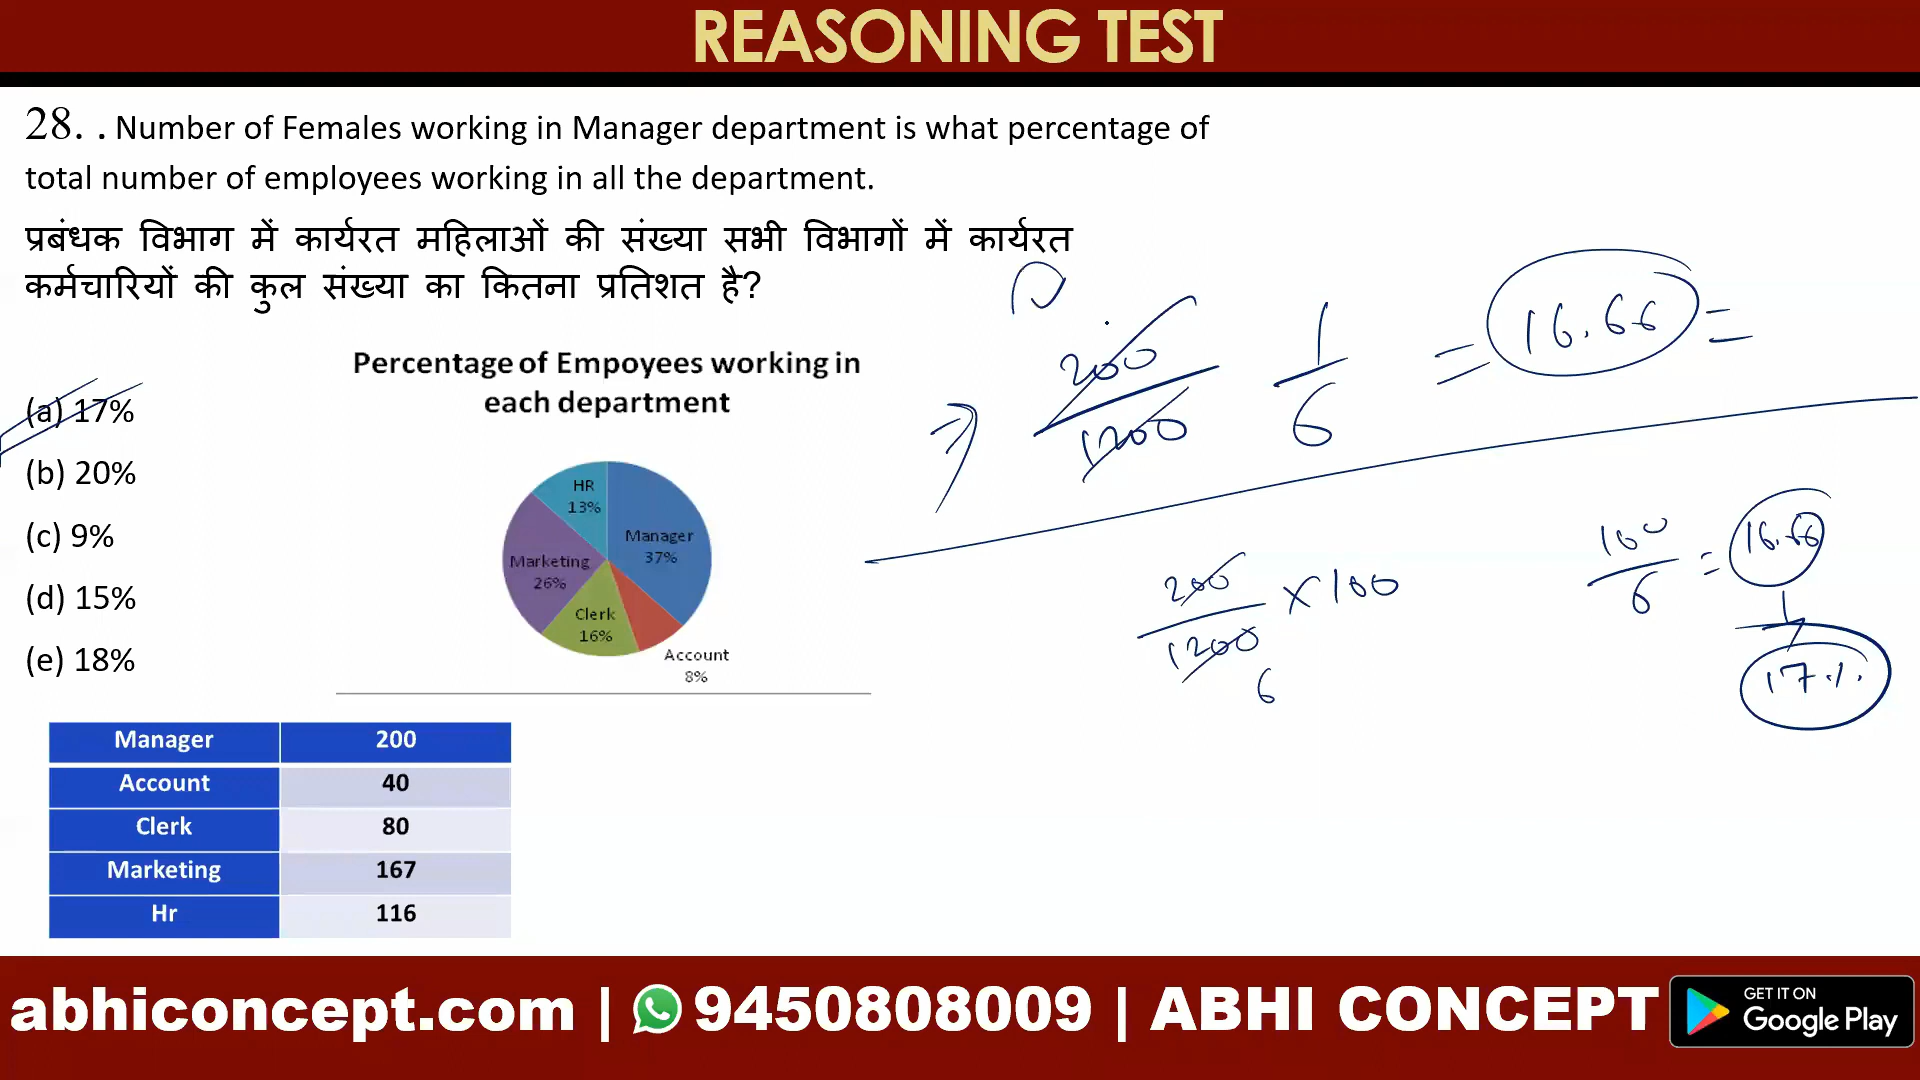 REASONING TEST
28. . Number of Females working in Manager department is what percentage of
total number of employees working in all the department.
प्रबंधक विभाग में कार्यरत महिलाओं की संख्या सभी विभागों में कार्यरत
कर्मचारियों की कुल संख्या का कितना प्रतिशत है?
(a) 17%
(b) 20%
(c) 9%
(d) 15%
(e) 18%
Percentage of Empoyees working in
each department
HR
13%
Manager
37%
Marketing
26%
Clerk
16%
Account
8%
Manager 200
Account 40
Clerk 80
Marketing 167
Hr 116
200 1 = 16.66 =
1200 6
200 × 100
1200
6
100 = 16.66
6
17%
abhiconcept.com | 9450808009 | ABHI CONCEPT
GET IT ON
Google Play